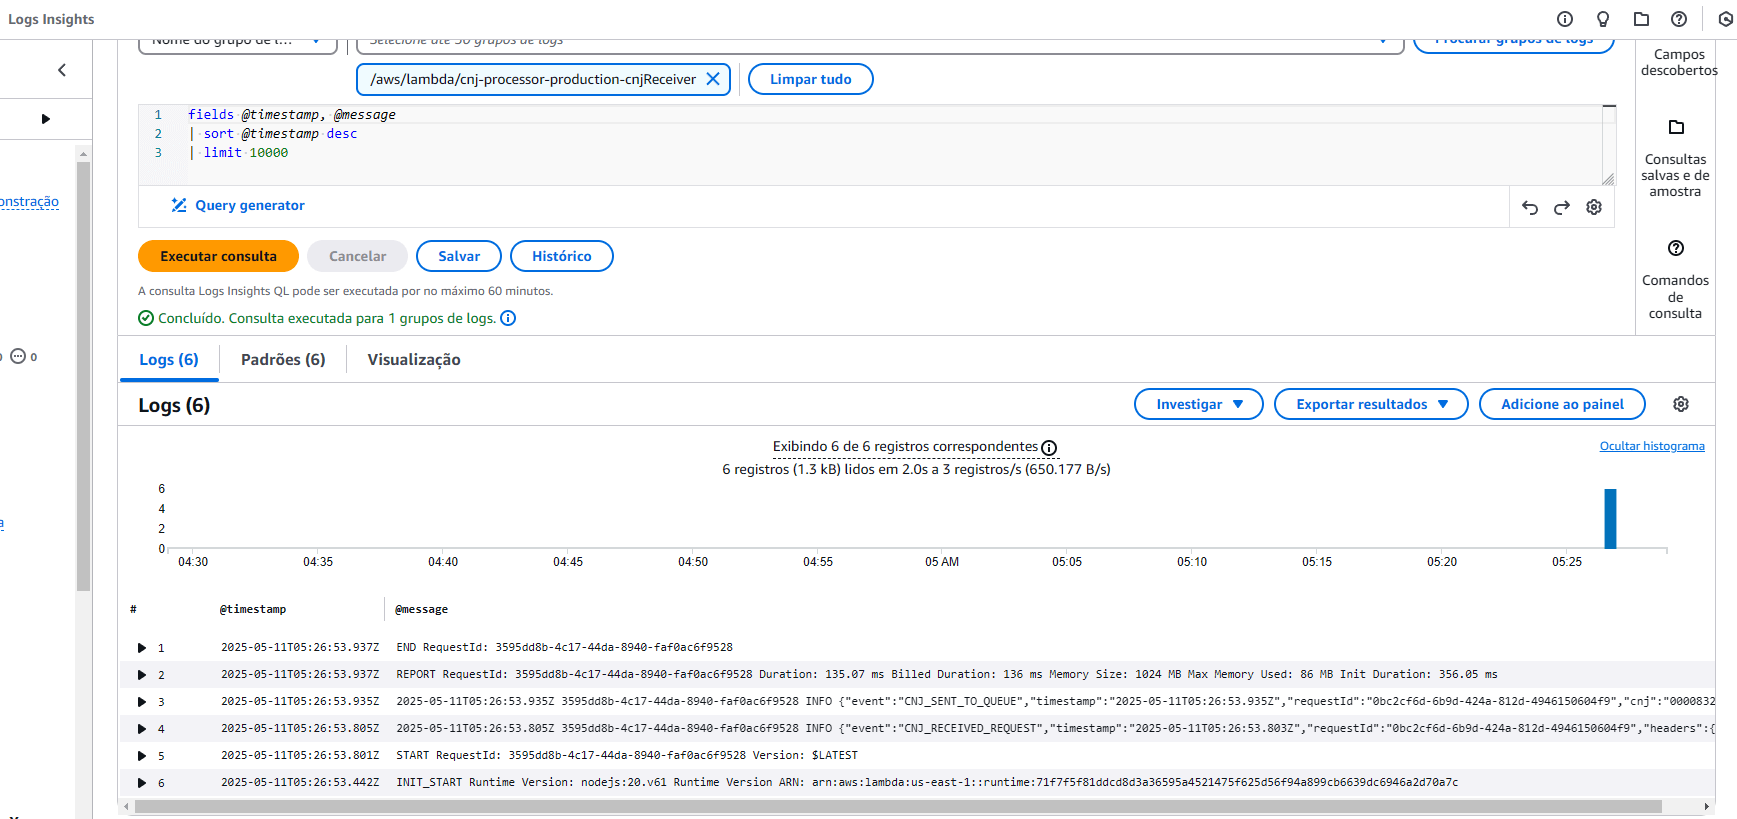 Logs Insights
Nome do grupo de l...
Selecione até 50 grupos de logs
Procurar grupos de logs
/aws/lambda/cnj-processor-production-cnjReceiver
Limpar tudo
Campos
descobertos
1 fields @timestamp, @message
2 | sort @timestamp desc
3 | limit 10000
Consultas
salvas e de
amostra
onstração
Query generator
Executar consulta
Cancelar
Salvar
Histórico
Comandos
de
consulta
A consulta Logs Insights QL pode ser executada por no máximo 60 minutos.
Concluído. Consulta executada para 1 grupos de logs.
0
Logs (6)
Padrões (6)
Visualização
Logs (6)
Investigar
Exportar resultados
Adicione ao painel
Exibindo 6 de 6 registros correspondentes
Ocultar histograma
6 registros (1.3 kB) lidos em 2.0s a 3 registros/s (650.177 B/s)
6
4
2
0
04:30 04:35 04:40 04:45 04:50 04:55 05 AM 05:05 05:10 05:15 05:20 05:25
# @timestamp @message
1 2025-05-11T05:26:53.937Z END RequestId: 3595dd8b-4c17-44da-8940-faf0ac6f9528
2 2025-05-11T05:26:53.937Z REPORT RequestId: 3595dd8b-4c17-44da-8940-faf0ac6f9528 Duration: 135.07 ms Billed Duration: 136 ms Memory Size: 1024 MB Max Memory Used: 86 MB Init Duration: 356.05 ms
3 2025-05-11T05:26:53.935Z 2025-05-11T05:26:53.935Z 3595dd8b-4c17-44da-8940-faf0ac6f9528 INFO {"event":"CNJ_SENT_TO_QUEUE","timestamp":"2025-05-11T05:26:53.935Z","requestId":"0bc2cf6d-6b9d-424a-812d-4946150604f9","cnj":"0000832
4 2025-05-11T05:26:53.805Z 2025-05-11T05:26:53.805Z 3595dd8b-4c17-44da-8940-faf0ac6f9528 INFO {"event":"CNJ_RECEIVED_REQUEST","timestamp":"2025-05-11T05:26:53.803Z","requestId":"0bc2cf6d-6b9d-424a-812d-4946150604f9","headers":{
5 2025-05-11T05:26:53.801Z START RequestId: 3595dd8b-4c17-44da-8940-faf0ac6f9528 Version: $LATEST
6 2025-05-11T05:26:53.442Z INIT_START Runtime Version: nodejs:20.v61 Runtime Version ARN: arn:aws:lambda:us-east-1::runtime:71f7f5f81ddcd8d3a36595a4521475f625d56f94a899cb6639dc6946a2d70a7c